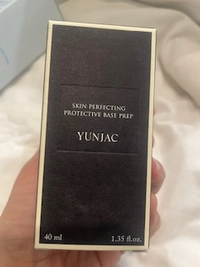 SKIN PERFECTING
PROTECTIVE BASE PREP
YUNJAC
40 ml 1.35 fl.oz.